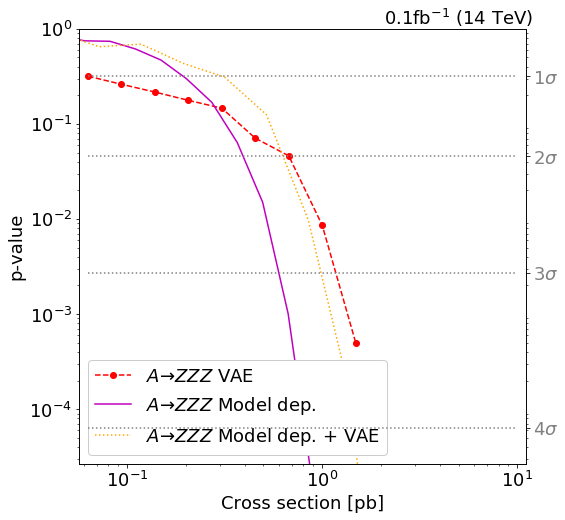 0.1fb⁻¹ (14 TeV)
10⁰
10⁻¹
10⁻²
10⁻³
10⁻⁴
p-value
1σ
2σ
3σ
4σ
A→ZZZ VAE
A→ZZZ Model dep.
A→ZZZ Model dep. + VAE
10⁻¹ 10⁰ 10¹
Cross section [pb]